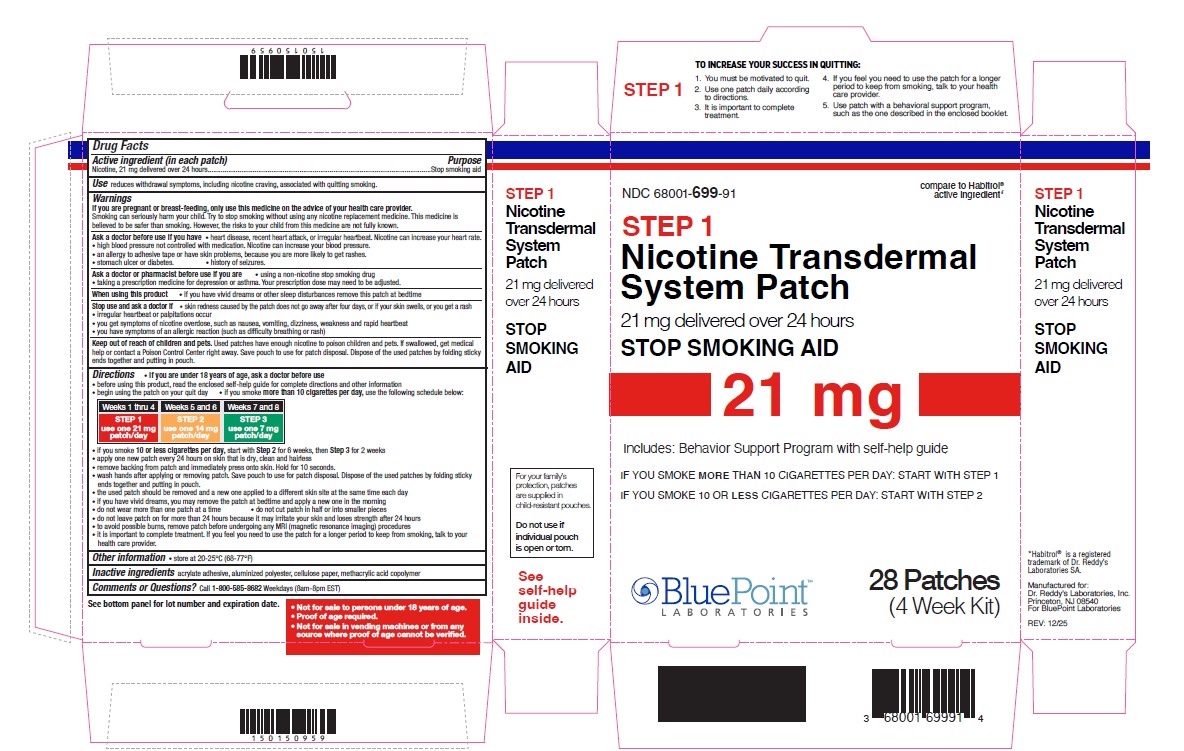 150150959
TO INCREASE YOUR SUCCESS IN QUITTING:
STEP 1
1. You must be motivated to quit.
2. Use one patch daily according
to directions.
3. It is important to complete
treatment.
4. If you feel you need to use the patch for a longer
period to keep from smoking, talk to your health
care provider.
5. Use patch with a behavioral support program,
such as the one described in the enclosed booklet.
Drug Facts
Active ingredient (in each patch) Purpose
Nicotine, 21 mg delivered over 24 hours....Stop smoking aid
Use reduces withdrawal symptoms, including nicotine craving, associated with quitting smoking.
Warnings
If you are pregnant or breast-feeding, only use this medicine on the advice of your health care provider.
Smoking can seriously harm your child. Try to stop smoking without using any nicotine replacement medicine. This medicine is
believed to be safer than smoking. However, the risks to your child from this medicine are not fully known.
Ask a doctor before use if you have • heart disease, recent heart attack, or irregular heartbeat. Nicotine can increase your heart rate.
• high blood pressure not controlled with medication. Nicotine can increase your blood pressure.
• an allergy to adhesive tape or have skin problems, because you are more likely to get rashes.
• stomach ulcer or diabetes. • history of seizures.
Ask a doctor or pharmacist before use if you are • using a non-nicotine stop smoking drug
• taking a prescription medicine for depression or asthma. Your prescription dose may need to be adjusted.
When using this product • if you have vivid dreams or other sleep disturbances remove this patch at bedtime
Stop use and ask a doctor if • skin redness caused by the patch does not go away after four days, or if your skin swells, or you get a rash
• irregular heartbeat or palpitations occur
• you get symptoms of nicotine overdose, such as nausea, vomiting, dizziness, weakness and rapid heartbeat
• you have symptoms of an allergic reaction (such as difficulty breathing or rash)
Keep out of reach of children and pets. Used patches have enough nicotine to poison children and pets. If swallowed, get medical
help or contact a Poison Control Center right away. Save pouch to use for patch disposal. Dispose of the used patches by folding sticky
ends together and putting in pouch.
Directions • if you are under 18 years of age, ask a doctor before use
• before using this product, read the enclosed self-help guide for complete directions and other information
• begin using the patch on your quit day • if you smoke more than 10 cigarettes per day, use the following schedule below:
Weeks 1 thru 4 Weeks 5 and 6 Weeks 7 and 8
STEP 1 STEP 2 STEP 3
use one 21 mg use one 14 mg use one 7 mg
patch/day patch/day patch/day
• if you smoke 10 or less cigarettes per day, start with Step 2 for 6 weeks, then Step 3 for 2 weeks
• apply one new patch every 24 hours on skin that is dry, clean and hairless
• remove backing from patch and immediately press onto skin. Hold for 10 seconds.
• wash hands after applying or removing patch. Save pouch to use for patch disposal. Dispose of the used patches by folding sticky
ends together and putting in pouch.
• the used patch should be removed and a new one applied to a different skin site at the same time each day
• if you have vivid dreams, you may remove the patch at bedtime and apply a new one in the morning
• do not wear more than one patch at a time • do not cut patch in half or into smaller pieces
• do not leave patch on for more than 24 hours because it may irritate your skin and loses strength after 24 hours
• to avoid possible burns, remove patch before undergoing any MRI (magnetic resonance imaging) procedures
• it is important to complete treatment. If you feel you need to use the patch for a longer period to keep from smoking, talk to your
health care provider.
Other information • store at 20-25°C (68-77°F)
Inactive ingredients acrylate adhesive, aluminized polyester, cellulose paper, methacrylic acid copolymer
Comments or Questions? Call 1-800-585-8682 Weekdays (8am-8pm EST)
See bottom panel for lot number and expiration date.
• Not for sale to persons under 18 years of age.
• Proof of age required.
• Not for sale in vending machines or from any
source where proof of age cannot be verified.
150150959
STEP 1
Nicotine
Transdermal
System
Patch
21 mg delivered
over 24 hours
STOP
SMOKING
AID
For your family's
protection, patches
are supplied in
child-resistant pouches.
Do not use if
individual pouch
is open or torn.
See
self-help
guide
inside.
NDC 68001-699-91
compare to Habitrol®
active ingredient*
STEP 1
Nicotine Transdermal
System Patch
21 mg delivered over 24 hours
STOP SMOKING AID
21 mg
Includes: Behavior Support Program with self-help guide
IF YOU SMOKE MORE THAN 10 CIGARETTES PER DAY: START WITH STEP 1
IF YOU SMOKE 10 OR LESS CIGARETTES PER DAY: START WITH STEP 2
BluePoint™
LABORATORIES
28 Patches
(4 Week Kit)
3 68001 69991 4
STEP 1
Nicotine
Transdermal
System
Patch
21 mg delivered
over 24 hours
STOP
SMOKING
AID
*Habitrol® is a registered
trademark of Dr. Reddy's
Laboratories SA.
Manufactured for:
Dr. Reddy's Laboratories, Inc.
Princeton, NJ 08540
For BluePoint Laboratories
REV: 12/25